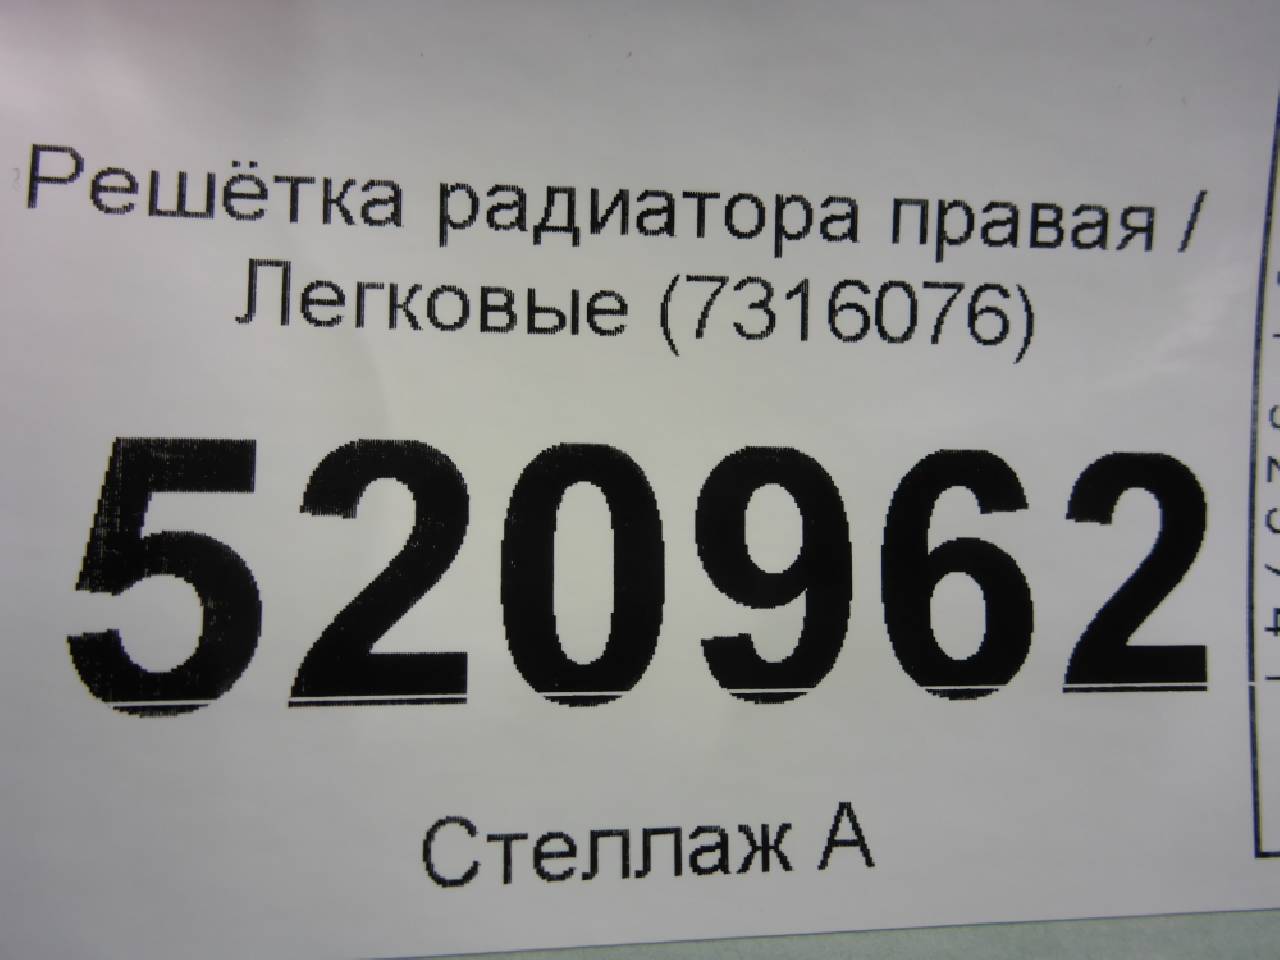 Решётка радиатора правая /
Легковые (7316076)
520962
Стеллаж А